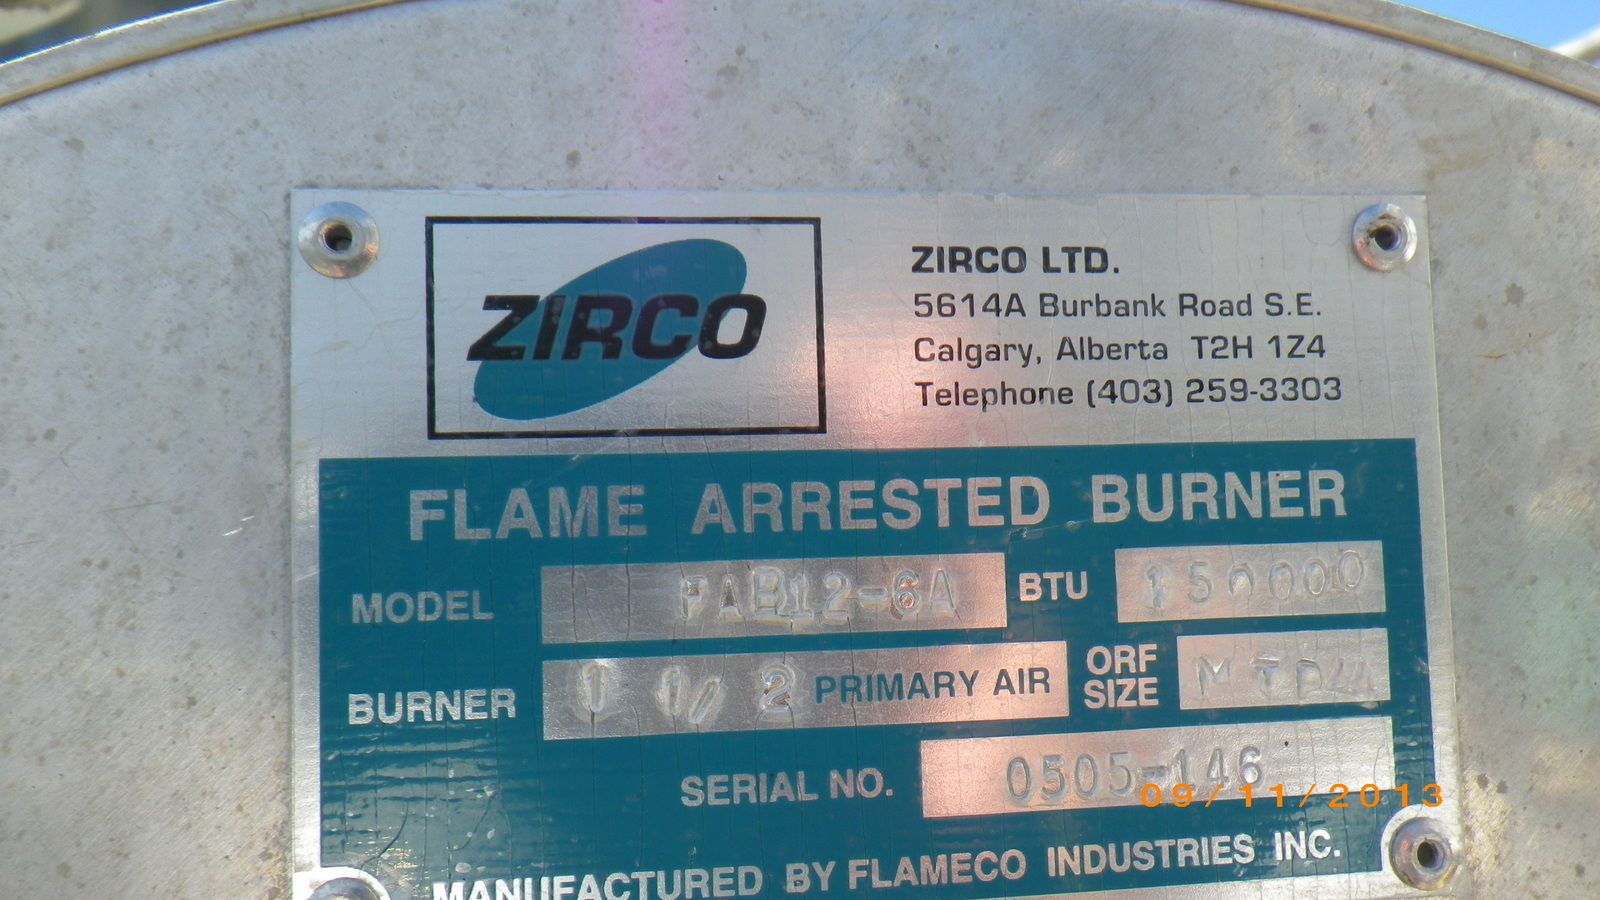 ZIRCO
ZIRCO LTD.
5614A Burbank Road S.E.
Calgary, Alberta T2H 1Z4
Telephone (403) 259-3303
FLAME ARRESTED BURNER
MODEL FAB12-6A BTU 150000
BURNER 1 1/2 PRIMARY AIR ORF SIZE
SERIAL NO. 0505-146
09/11/2013
MANUFACTURED BY FLAMECO INDUSTRIES INC.